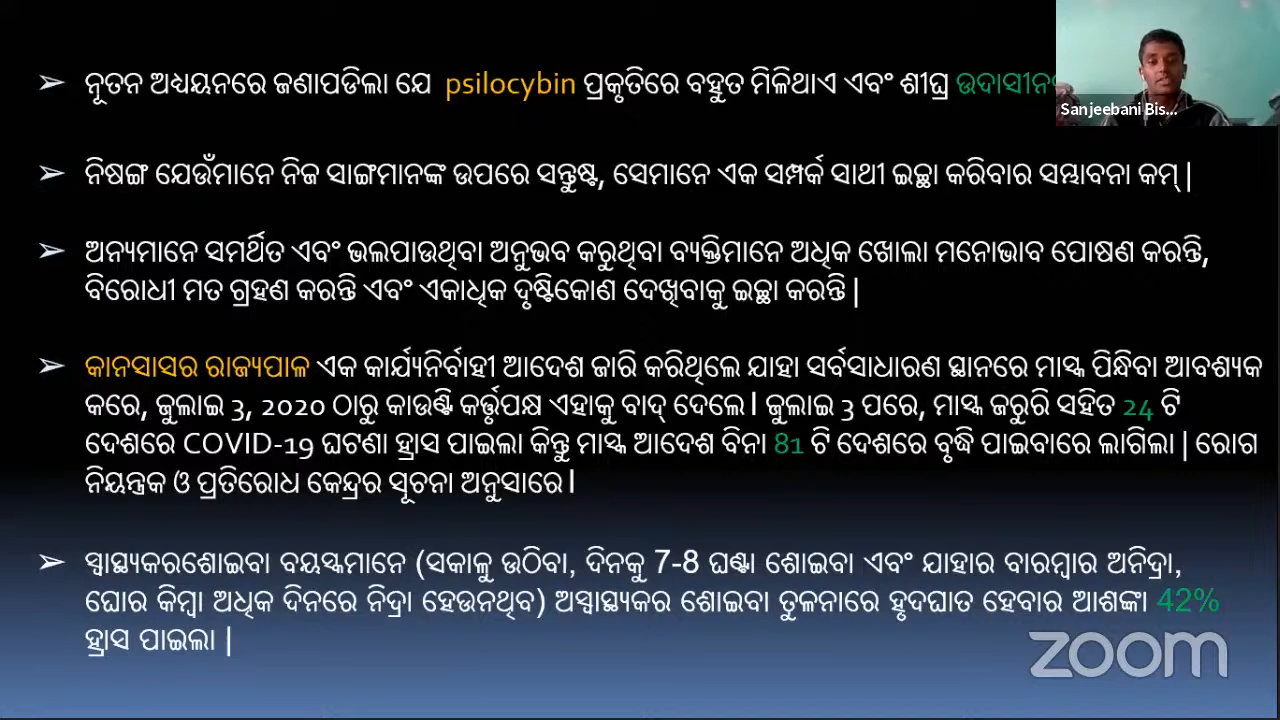 ➢ ନୂତନ ଅଧ୍ୟୟନରେ ଜଣାପଡିଲା ଯେ psilocybin ପ୍ରକୃତିରେ ବହୁତ ମିଳିଥାଏ ଏବଂ ଶୀଘ୍ର
Sanjeebani Bis...
➢ ନିଷଙ୍ଗ ଯେଉଁମାନେ ନିଜ ସାଙ୍ଗମାନଙ୍କ ଉପରେ ସନ୍ତୁଷ୍ଟ, ସେମାନେ ଏକ ସମ୍ପର୍କ ସାଥୀ ଇଚ୍ଛା କରିବାର ସମ୍ଭାବନା କମ୍ |
➢ ଅନ୍ୟମାନେ ସମର୍ଥିତ ଏବଂ ଭଲପାଉଥିବା ଅନୁଭବ କରୁଥିବା ବ୍ୟକ୍ତିମାନେ ଅଧିକ ଖୋଲା ମନୋଭାବ ପୋଷଣ କରନ୍ତି,
ବିରୋଧୀ ମତ ଗ୍ରହଣ କରନ୍ତି ଏବଂ ଏକାଧିକ ଦୃଷ୍ଟିକୋଣ ଦେଖିବାକୁ ଇଚ୍ଛା କରନ୍ତି |
➢ କାନସାସର ରାଜ୍ୟପାଳ ଏକ କାର୍ଯ୍ୟନିର୍ବାହୀ ଆଦେଶ ଜାରି କରିଥିଲେ ଯାହା ସର୍ବସାଧାରଣ ସ୍ଥାନରେ ମାସ୍କ ପିନ୍ଧିବା ଆବଶ୍ୟକ
କରେ, ଜୁଲାଇ 3, 2020 ଠାରୁ କାଉଣ୍ଟି କର୍ତ୍ତୃପକ୍ଷ ଏହାକୁ ବାଦ୍ ଦେଲେ l ଜୁଲାଇ 3 ପରେ, ମାସ୍କ ଜରୁରି ସହିତ 24 ଟି
ଦେଶରେ COVID-19 ଘଟଣା ହ୍ରାସ ପାଇଲା କିନ୍ତୁ ମାସ୍କ ଆଦେଶ ବିନା 81 ଟି ଦେଶରେ ବୃଦ୍ଧି ପାଇବାରେ ଲାଗିଲା | ରୋଗ
ନିୟନ୍ତ୍ରକ ଓ ପ୍ରତିରୋଧ କେନ୍ଦ୍ରର ସୂଚନା ଅନୁସାରେ l
➢ ସ୍ୱାସ୍ଥ୍ୟକରଶୋଇବା ବୟସ୍କମାନେ (ସକାଳୁ ଉଠିବା, ଦିନକୁ 7-8 ଘଣ୍ଟା ଶୋଇବା ଏବଂ ଯାହାର ବାରମ୍ବାର ଅନିଦ୍ରା,
ଘୋର କିମ୍ବା ଅଧିକ ଦିନରେ ନିଦ୍ରା ହେଉନଥିବ) ଅସ୍ୱାସ୍ଥ୍ୟକର ଶୋଇବା ତୁଳନାରେ ହୃଦଘାତ ହେବାର ଆଶଙ୍କା 42%
ହ୍ରାସ ପାଇଲା |
zoom